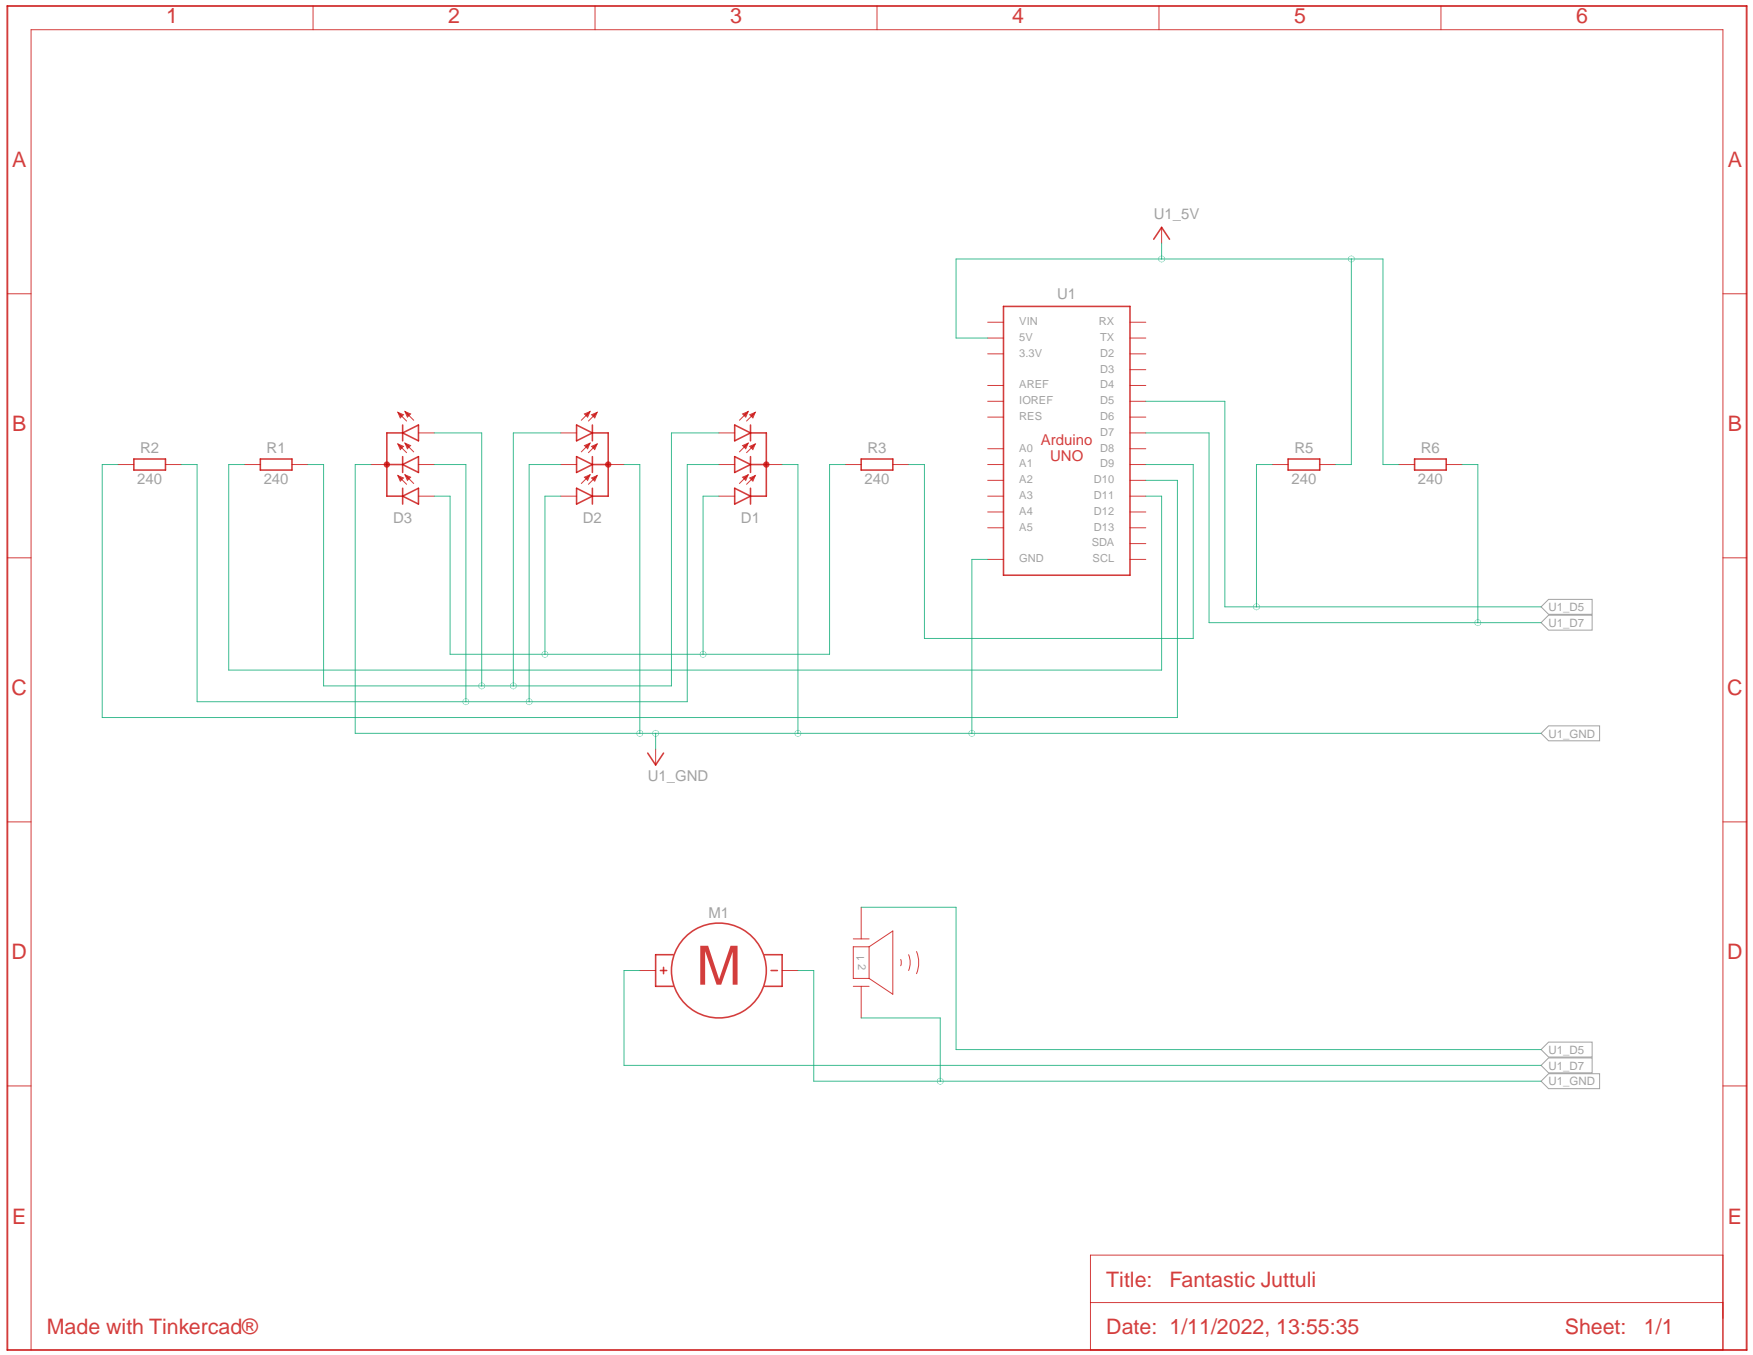 1 2 3 4 5 6
A A
U1_5V
U1
VIN RX
5V TX
3.3V D2
D3
AREF D4
IOREF D5
RES D6
D7
Arduino
UNO
A0 D8
A1 D9
A2 D10
A3 D11
A4 D12
A5 D13
SDA
GND SCL
B B
R2 R1 R3 R5 R6
240 240 240 240 240
D3 D2 D1
U1_D5
U1_D7
C C
U1_GND
U1_GND
M1
M
+ -
1 2
D D
U1_D5
U1_D7
U1_GND
E E
Title: Fantastic Juttuli
Made with Tinkercad®
Date: 1/11/2022, 13:55:35 Sheet: 1/1